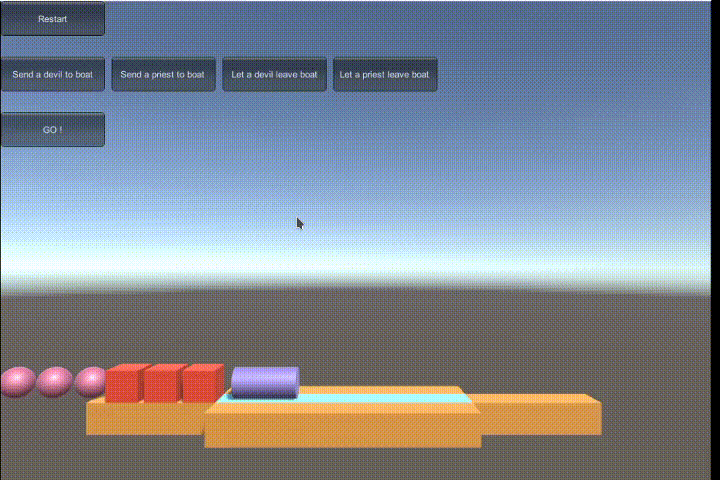 Restart
Send a devil to boat
Send a priest to boat
Let a devil leave boat
Let a priest leave boat
GO !